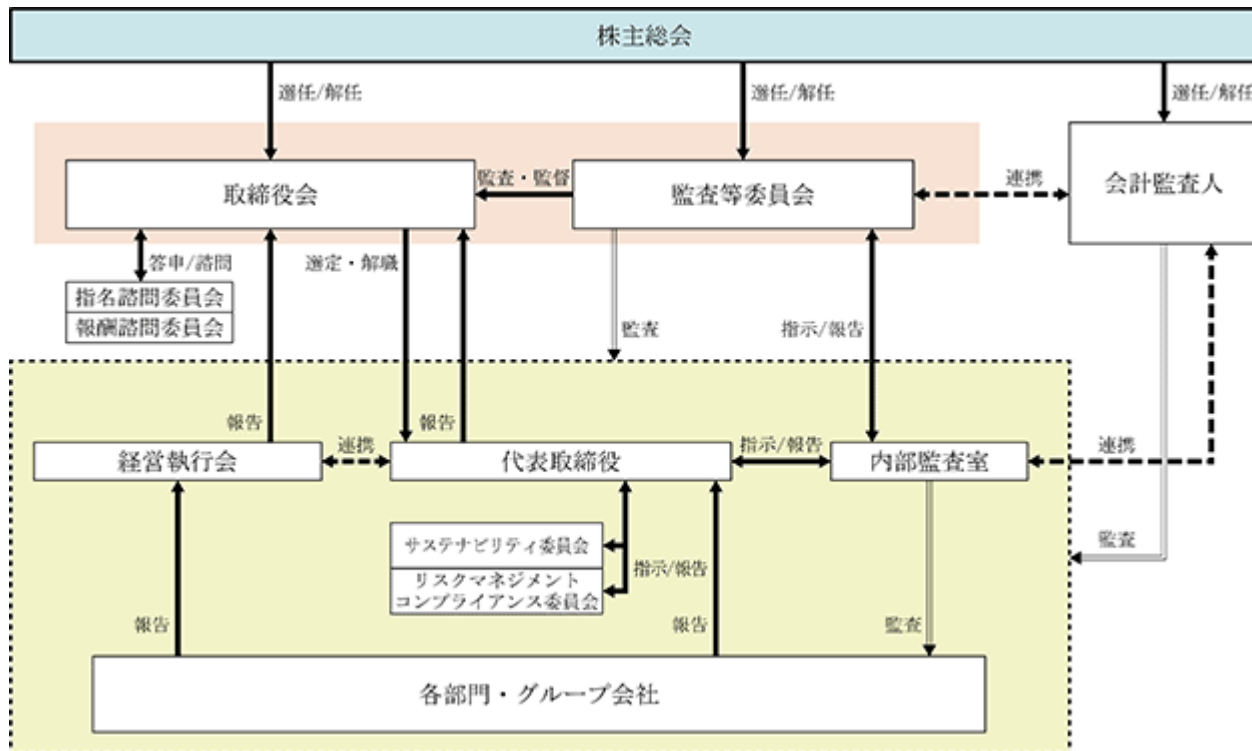 株主総会
選任/解任
選任/解任
選任/解任
取締役会
監査・監督
監査等委員会
連携
会計監査人
答申/諮問
選定・解職
指名諮問委員会
報酬諮問委員会
監査
指示/報告
報告
報告
経営執行会
連携
代表取締役
指示/報告
内部監査室
連携
サステナビリティ委員会
リスクマネジメント
コンプライアンス委員会
指示/報告
監査
報告
報告
監査
各部門・グループ会社